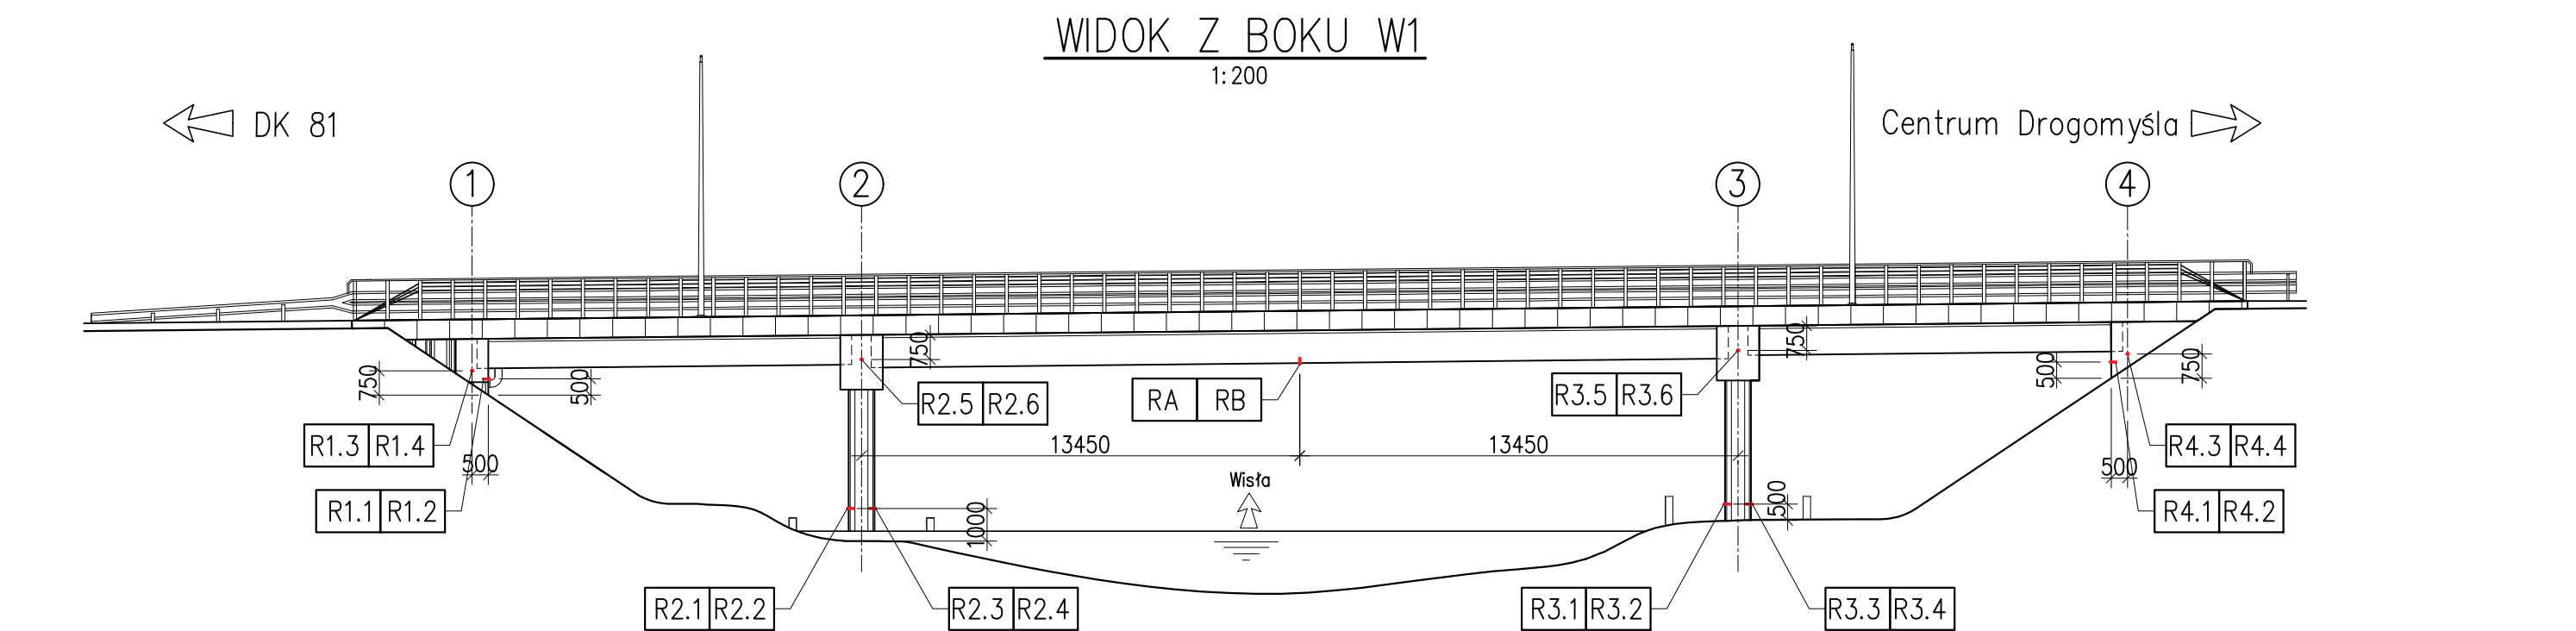 WIDOK Z BOKU W1
1:200
DK 81
Centrum Drogomyśla
1
2
3
4
750
500
750
750
500
750
R1.3 R1.4
500
R1.1 R1.2
R2.5 R2.6
RA RB
R3.5 R3.6
13450
13450
R4.3 R4.4
500
R4.1 R4.2
Wisła
1000
500
R2.1 R2.2
R2.3 R2.4
R3.1 R3.2
R3.3 R3.4